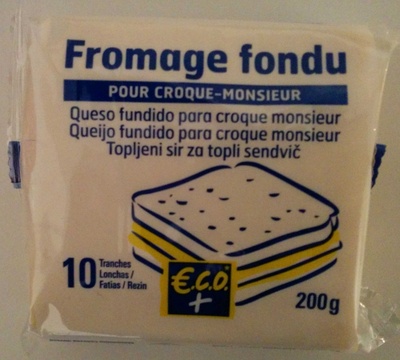 Fromage fondu
POUR CROQUE-MONSIEUR
Queso fundido para croque monsieur
Queijo fundido para croque monsieur
Topljeni sir za topli sendvič
10 Tranches
Lonchas /
Fatias / Rezin
€.C.O.
+
200g